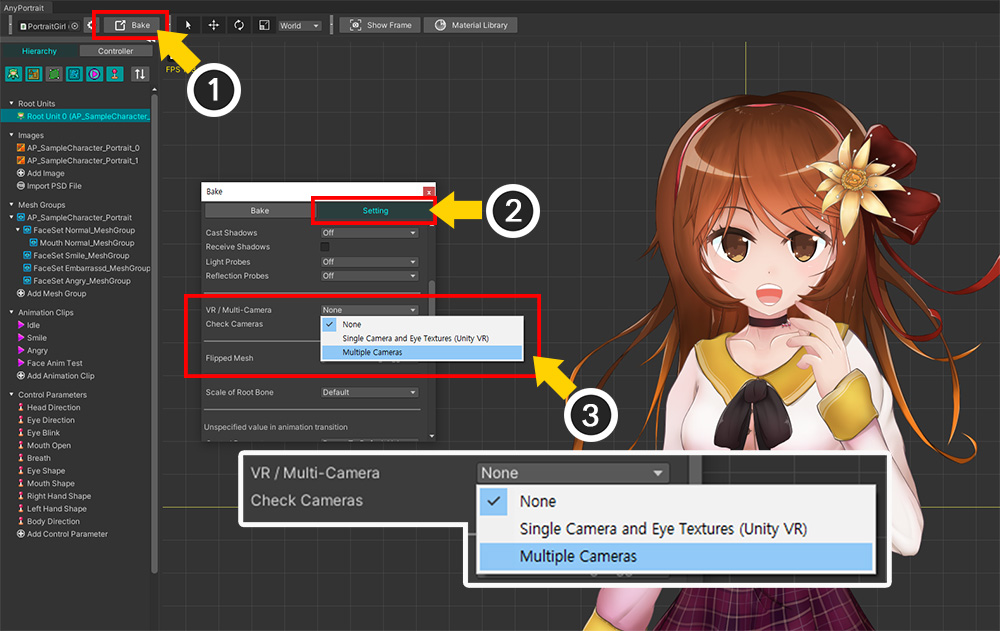 AnyPortrait
PortraitGirl
Bake
World
Show Frame
Material Library
1
Hierarchy
Controller
FPS
Root Units
Root Unit 0 (AP_SampleCharacter_
Images
AP_SampleCharacter_Portrait_0
AP_SampleCharacter_Portrait_1
Add Image
Import PSD File
Mesh Groups
AP_SampleCharacter_Portrait
FaceSet Normal_MeshGroup
Mouth Normal_MeshGroup
FaceSet Smile_MeshGroup
FaceSet Embarrassd_MeshGroup
FaceSet Angry_MeshGroup
Add Mesh Group
Animation Clips
Idle
Smile
Angry
Face Anim Test
Add Animation Clip
Control Parameters
Head Direction
Eye Direction
Eye Blink
Mouth Open
Breath
Eye Shape
Mouth Shape
Right Hand Shape
Left Hand Shape
Body Direction
Add Control Parameter
Bake
x
Bake
Setting
2
Cast Shadows
Off
Receive Shadows
Light Probes
Off
Reflection Probes
Off
VR / Multi-Camera
None
Check Cameras
None
Single Camera and Eye Textures (Unity VR)
Multiple Cameras
Flipped Mesh
3
Scale of Root Bone
Default
Unspecified value in animation transition
VR / Multi-Camera
None
Check Cameras
None
Single Camera and Eye Textures (Unity VR)
Multiple Cameras